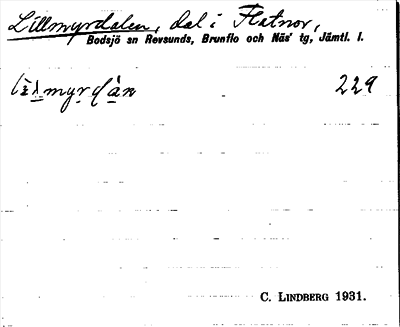 Lillmyrdalen, dal i Flatnor,
Bodsjö sn Revsunds, Brunflo och Näs' tg, Jämtl. l.
229
C. LINDBERG 1931.